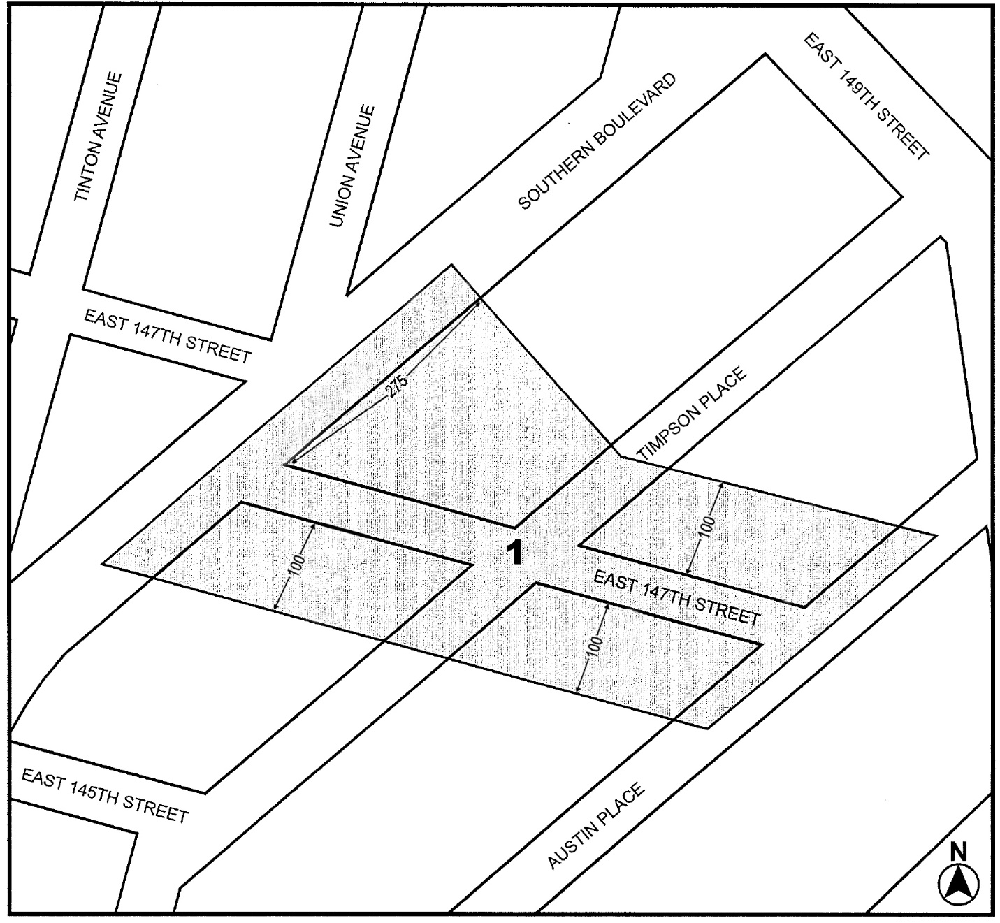 EAST 149TH STREET
TINTON AVENUE
SOUTHERN BOULEVARD
UNION AVENUE
EAST 147TH STREET
275
TIMPSON PLACE
100
100
1
EAST 147TH STREET
100
EAST 145TH STREET
AUSTIN PLACE
N